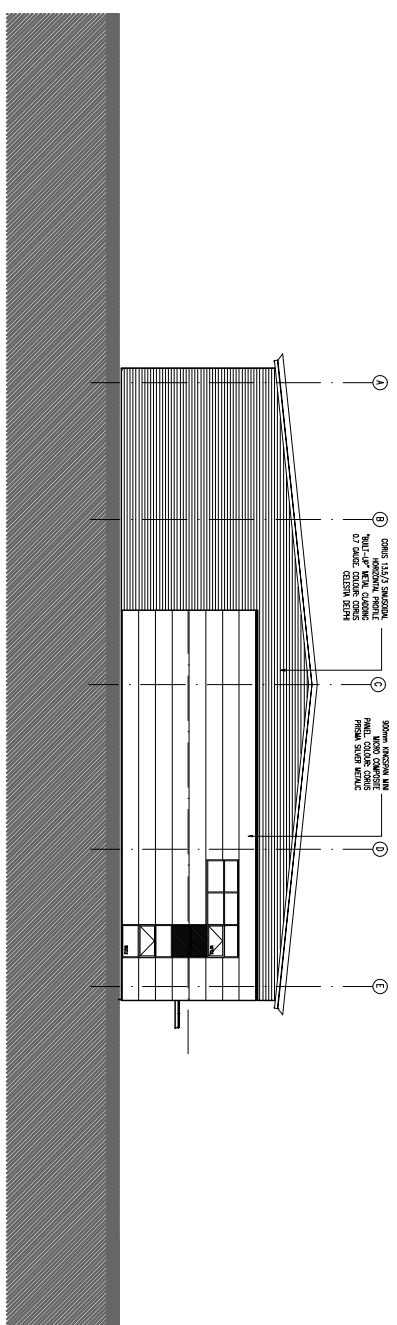 A
B
CORUS 13.5/3 SINUSOIDAL
HORIZONTAL PROFILE
"BUILT-UP" METAL CLADDING
0.7 GAUGE. COLOUR: CORUS
CELESTIA DELPHI
C
900mm KINGSPAN MINI
MICRO COMPOSITE
PANEL. COLOUR: CORUS
PRISMA SILVER METALIC
D
E